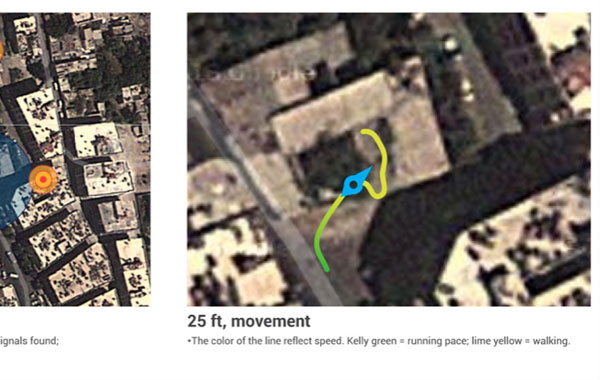 25 ft, movement
ignals found;
•The color of the line reflect speed. Kelly green = running pace; lime yellow = walking.